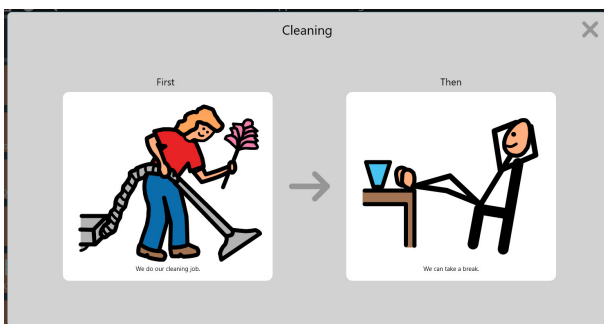 Cleaning
First
Then
We do our cleaning job.
We can take a break.